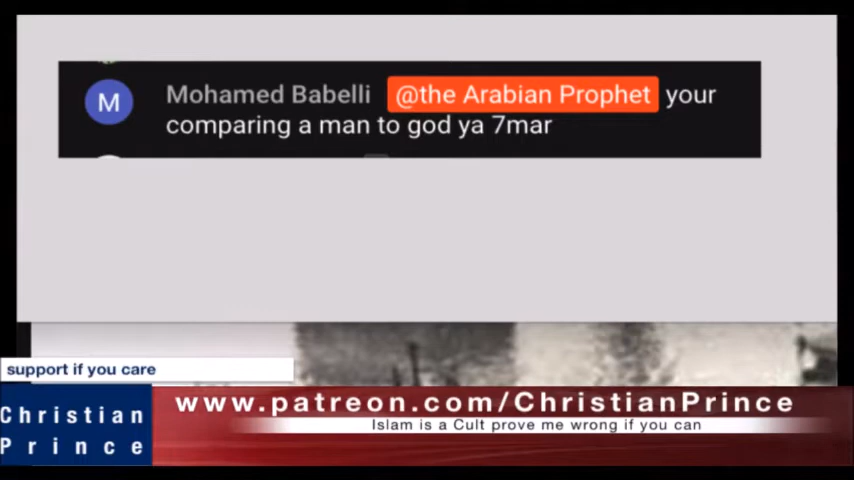 M
Mohamed Babelli @the Arabian Prophet your
comparing a man to god ya 7mar
support if you care
Christian
Prince
www.patreon.com/ChristianPrince
Islam is a Cult prove me wrong if you can